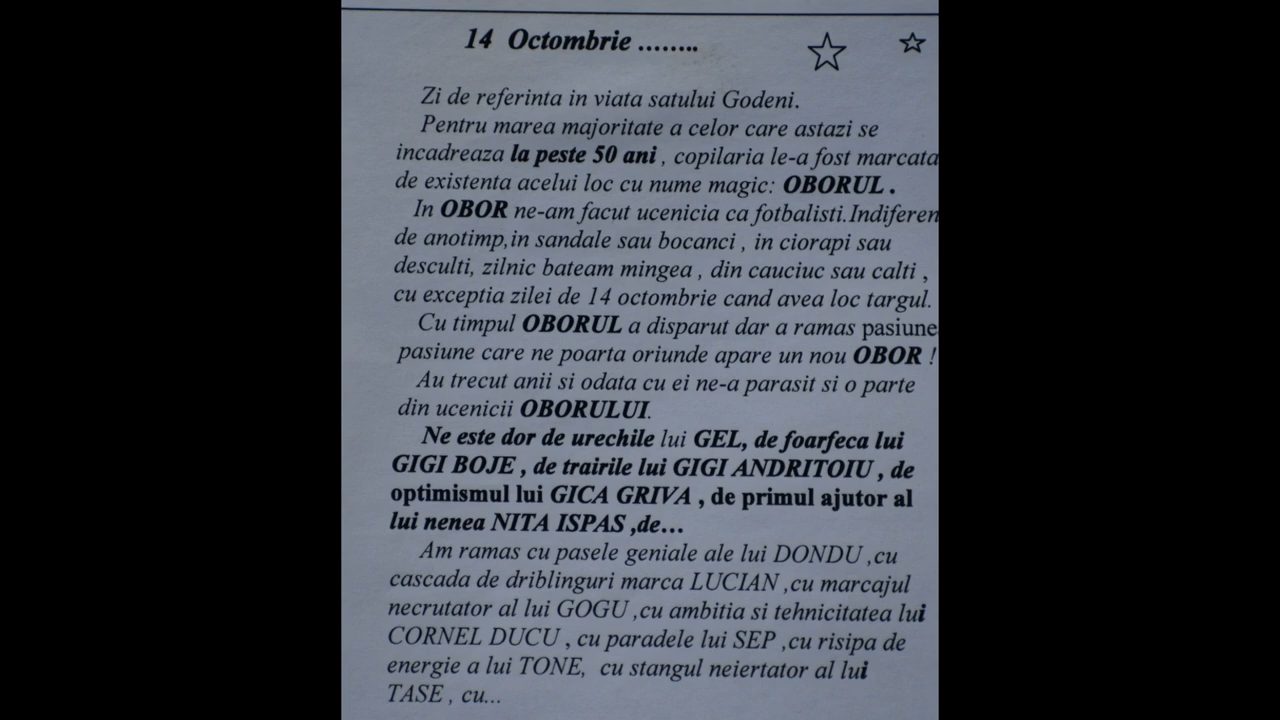 14 Octombrie ........
Zi de referinta in viata satului Godeni.
Pentru marea majoritate a celor care astazi se
incadreaza la peste 50 ani , copilaria le-a fost marcata
de existenta acelui loc cu nume magic: OBORUL .
In OBOR ne-am facut ucenicia ca fotbalisti.Indiferen
de anotimp,in sandale sau bocanci , in ciorapi sau
desculti, zilnic bateam mingea , din cauciuc sau calti ,
cu exceptia zilei de 14 octombrie cand avea loc targul.
Cu timpul OBORUL a disparut dar a ramas pasiune
pasiune care ne poarta oriunde apare un nou OBOR !
Au trecut anii si odata cu ei ne-a parasit si o parte
din ucenicii OBORULUI.
Ne este dor de urechile lui GEL, de foarfeca lui
GIGI BOJE , de trairile lui GIGI ANDRITOIU , de
optimismul lui GICA GRIVA , de primul ajutor al
lui nenea NITA ISPAS ,de...
Am ramas cu pasele geniale ale lui DONDU ,cu
cascada de driblinguri marca LUCIAN ,cu marcajul
necrutator al lui GOGU ,cu ambitia si tehnicitatea lui
CORNEL DUCU , cu paradele lui SEP ,cu risipa de
energie a lui TONE, cu stangul neiertator al lui
TASE , cu...